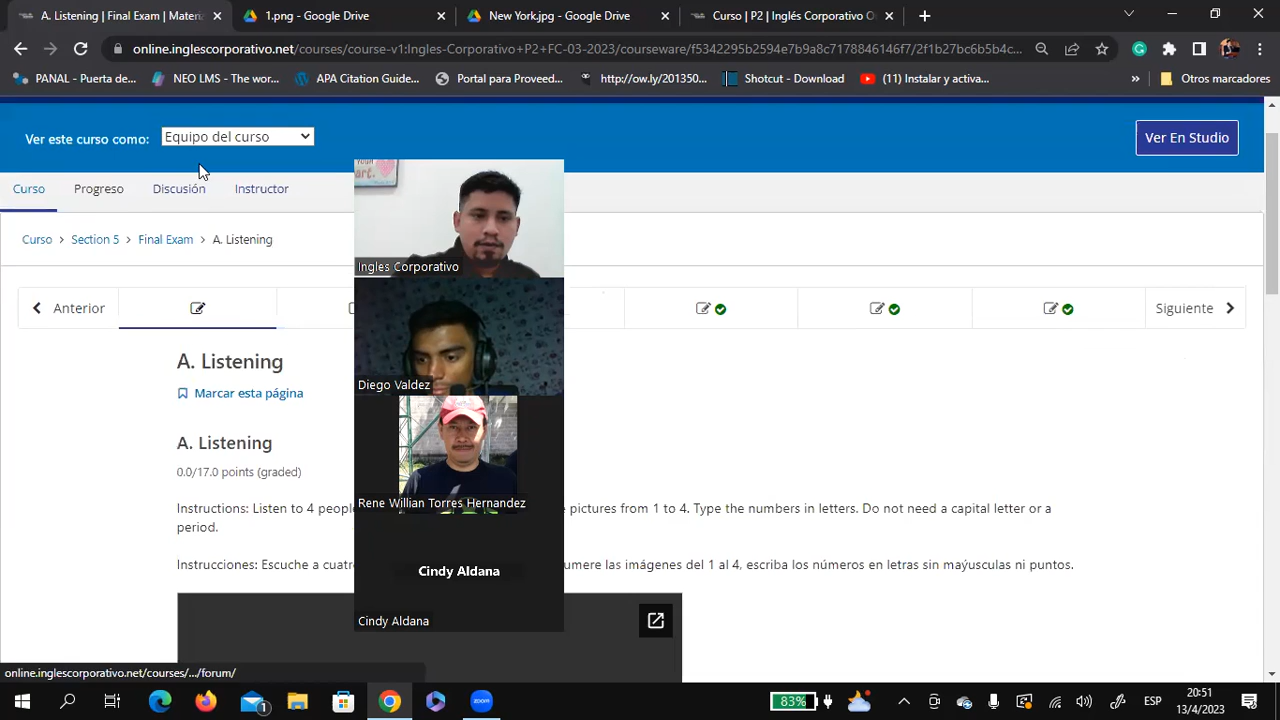 A. Listening | Final Exam | Materi
1.png - Google Drive
New York.jpg - Google Drive
Curso | P2 | Inglés Corporativo O
online.inglescorporativo.net/courses/course-v1:Ingles-Corporativo+P2+FC-03-2023/courseware/f5342295b2594e7b9a8c7178846146f7/2f1b27bc6b5b4c...
PANAL - Puerta de...
NEO LMS - The wor...
APA Citation Guide...
Portal para Proveed...
http://ow.ly/201350...
Shotcut - Download
(11) Instalar y activa...
»
Otros marcadores
Ver este curso como:
Equipo del curso
Ver En Studio
Curso
Progreso
Discusión
Instructor
Curso > Section 5 > Final Exam > A. Listening
Anterior
Siguiente
A. Listening
Marcar esta página
A. Listening
0.0/17.0 points (graded)
Instructions: Listen to 4 peopl
e pictures from 1 to 4. Type the numbers in letters. Do not need a capital letter or a
period.
Instrucciones: Escuche a cuatr
umere las imágenes del 1 al 4, escriba los números en letras sin mayúsculas ni puntos.
art.
Ingles Corporativo
Diego Valdez
Rene Willian Torres Hernandez
Cindy Aldana
Cindy Aldana
online.inglescorporativo.net/courses/.../forum/
1
zoom
83%
ESP
20:51
13/4/2023